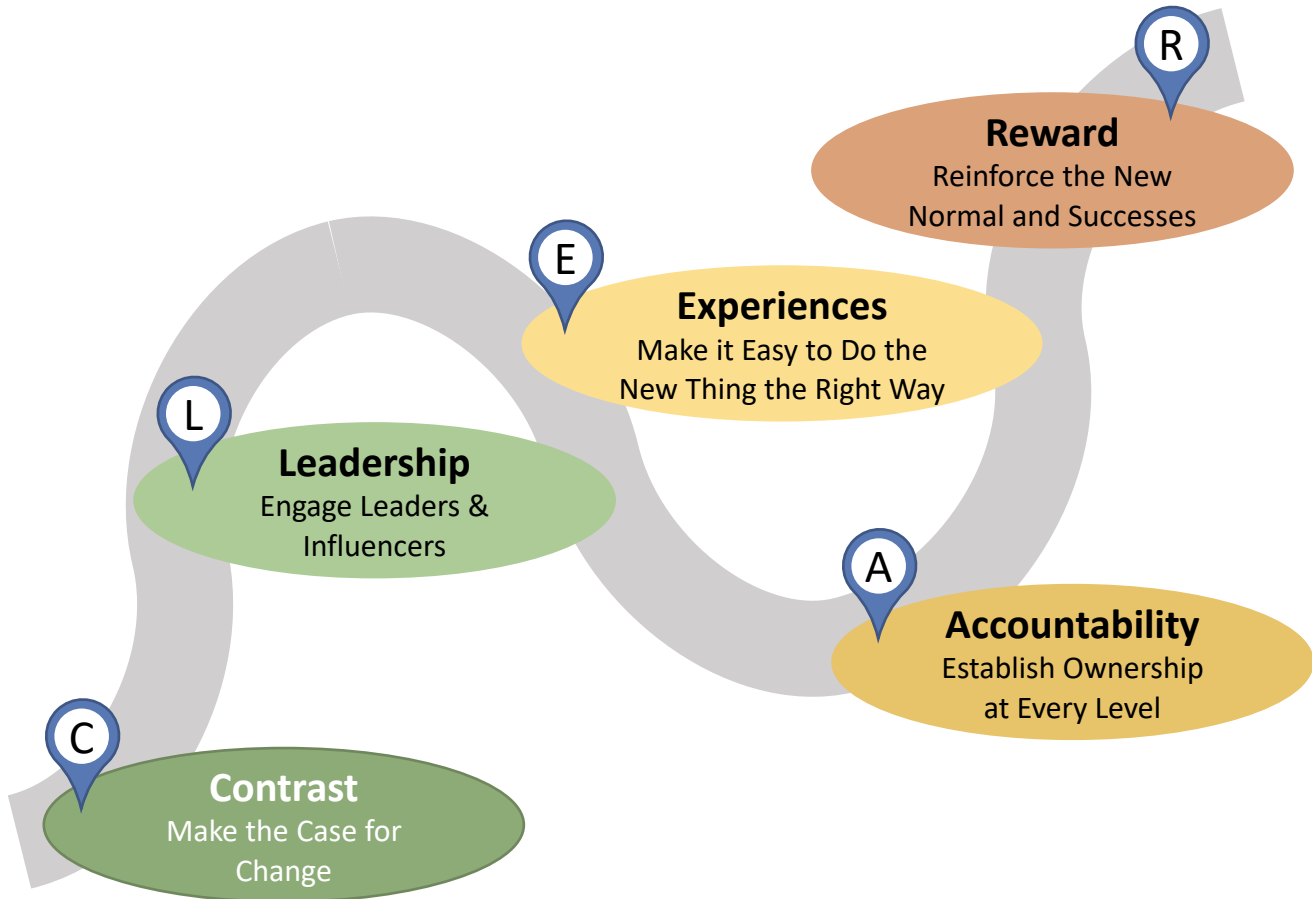 C
Contrast
Make the Case for
Change
L
Leadership
Engage Leaders &
Influencers
E
Experiences
Make it Easy to Do the
New Thing the Right Way
A
Accountability
Establish Ownership
at Every Level
R
Reward
Reinforce the New
Normal and Successes